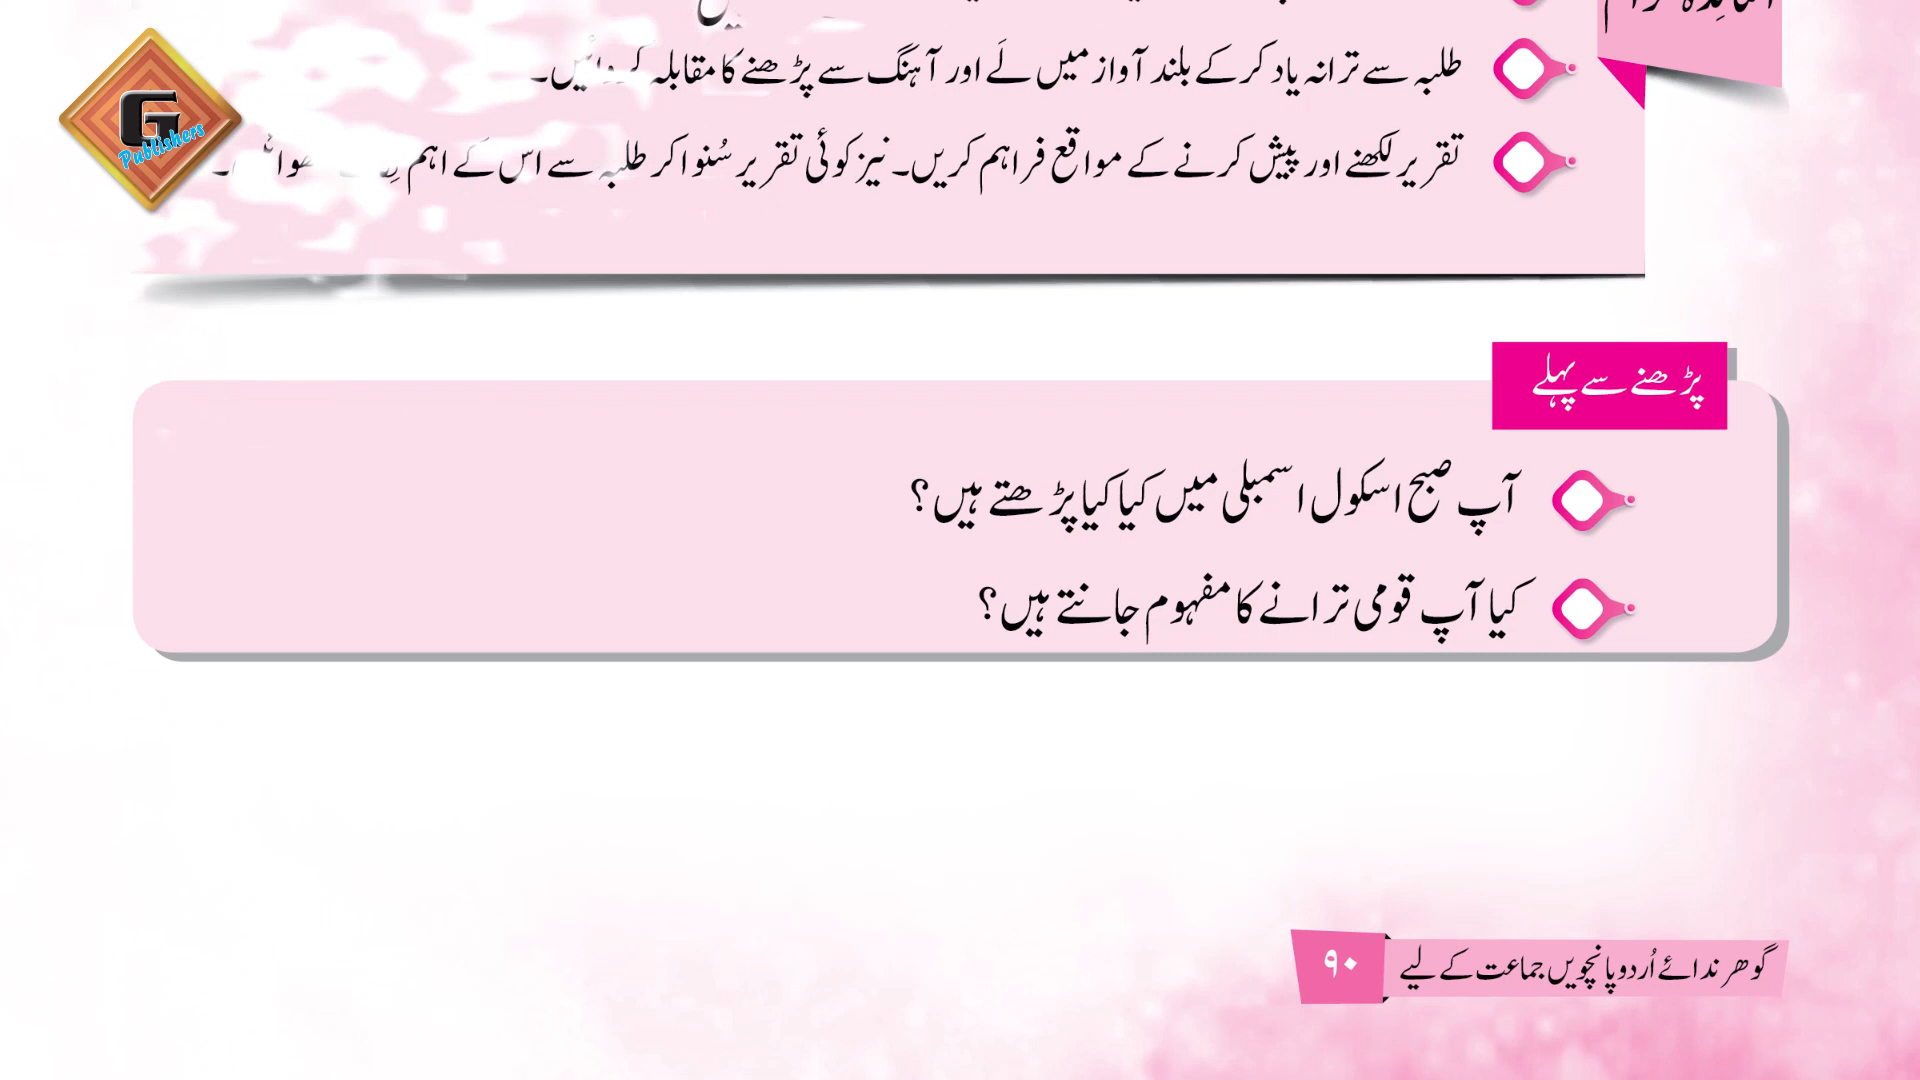 طلبہ سے ترانہ یاد کر کے بلند آواز میں لَے اور آہنگ سے پڑھنے کا مقابلہ کروائیں۔
تقریر لکھنے اور پیش کرنے کے مواقع فراہم کریں۔ نیز کوئی تقریر سُنوا کر طلبہ سے اس کے اہم
G Publishers
پڑھنے سے پہلے
آپ صبح اسکول اسمبلی میں کیا کیا پڑھتے ہیں؟
کیا آپ قومی ترانے کا مفہوم جانتے ہیں؟
گوھر ندائے اُردو پانچویں جماعت کے لیے ۹۰